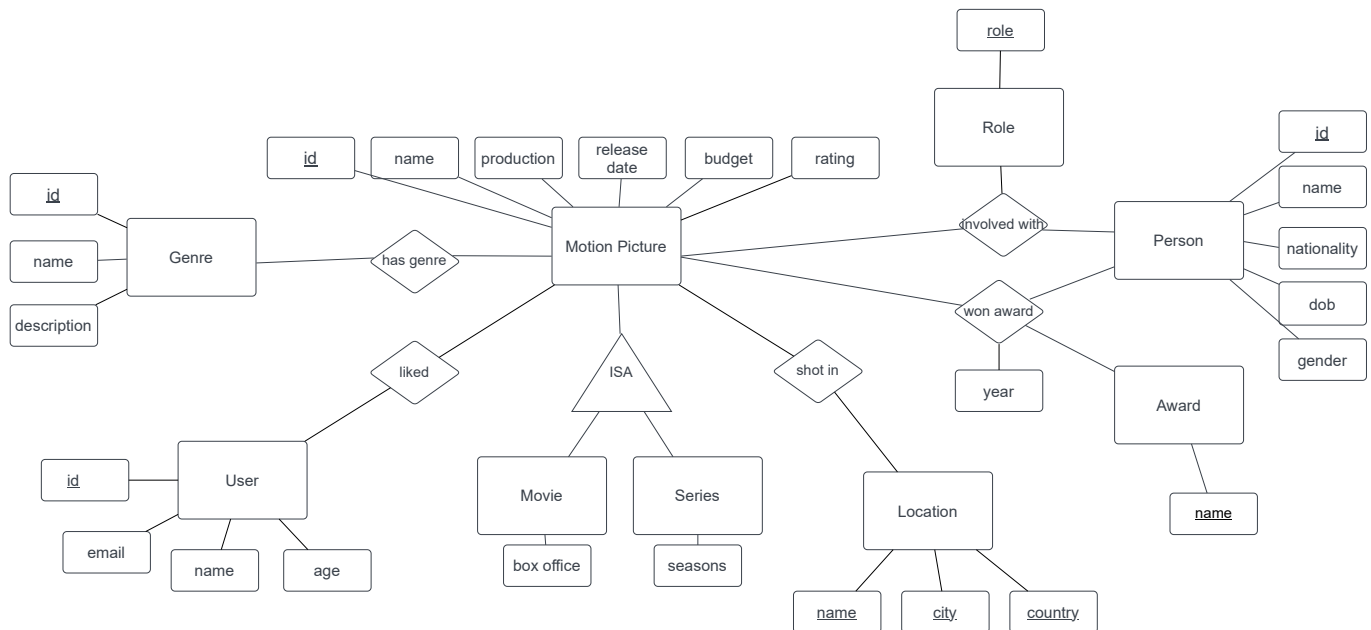 role
Role
id
name
production
release
date
budget
rating
id
name
nationality
dob
gender
id
name
description
Genre
has genre
Motion Picture
involved with
Person
won award
year
Award
name
liked
ISA
shot in
User
id
email
name
age
Movie
box office
Series
seasons
Location
name
city
country